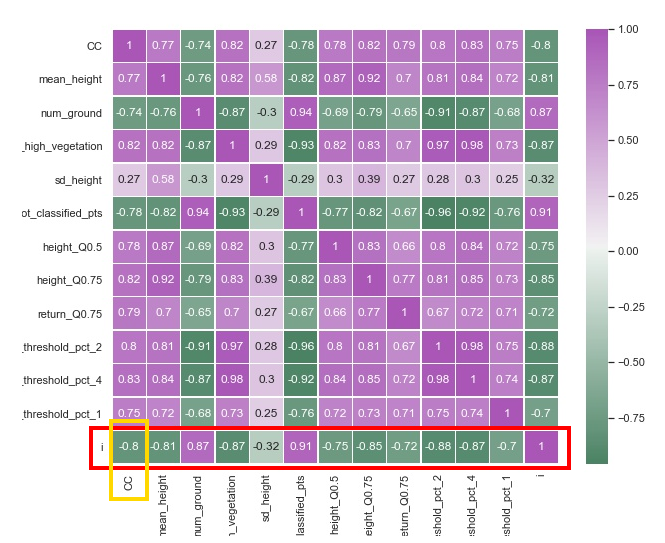 CC 1 0.77 -0.74 0.82 0.27 -0.78 0.78 0.82 0.79 0.8 0.83 0.75 -0.8
mean_height 0.77 1 -0.76 0.82 0.58 -0.82 0.87 0.92 0.7 0.81 0.84 0.72 -0.81
num_ground -0.74 -0.76 1 -0.87 -0.3 0.94 -0.69 -0.79 -0.65 -0.91 -0.87 -0.68 0.87
_high_vegetation 0.82 0.82 -0.87 1 0.29 -0.93 0.82 0.83 0.7 0.97 0.98 0.73 -0.87
sd_height 0.27 0.58 -0.3 0.29 1 -0.29 0.3 0.39 0.27 0.28 0.3 0.25 -0.32
ot_classified_pts -0.78 -0.82 0.94 -0.93 -0.29 1 -0.77 -0.82 -0.67 -0.96 -0.92 -0.76 0.91
height_Q0.5 0.78 0.87 -0.69 0.82 0.3 -0.77 1 0.83 0.66 0.8 0.84 0.72 -0.75
height_Q0.75 0.82 0.92 -0.79 0.83 0.39 -0.82 0.83 1 0.77 0.81 0.85 0.73 -0.85
return_Q0.75 0.79 0.7 -0.65 0.7 0.27 -0.67 0.66 0.77 1 0.67 0.72 0.71 -0.72
_threshold_pct_2 0.8 0.81 -0.91 0.97 0.28 -0.96 0.8 0.81 0.67 1 0.98 0.75 -0.88
_threshold_pct_4 0.83 0.84 -0.87 0.98 0.3 -0.92 0.84 0.85 0.72 0.98 1 0.74 -0.87
_threshold_pct_1 0.75 0.72 -0.68 0.73 0.25 -0.76 0.72 0.73 0.71 0.75 0.74 1 -0.7
i -0.8 -0.81 0.87 -0.87 -0.32 0.91 -0.75 -0.85 -0.72 -0.88 -0.87 -0.7 1
CC
mean_height
num_ground
_vegetation
sd_height
classified_pts
height_Q0.5
eight_Q0.75
eturn_Q0.75
eshold_pct_2
eshold_pct_4
shold_pct_1
i
1.00
0.75
0.50
0.25
0.00
−0.25
−0.50
−0.75